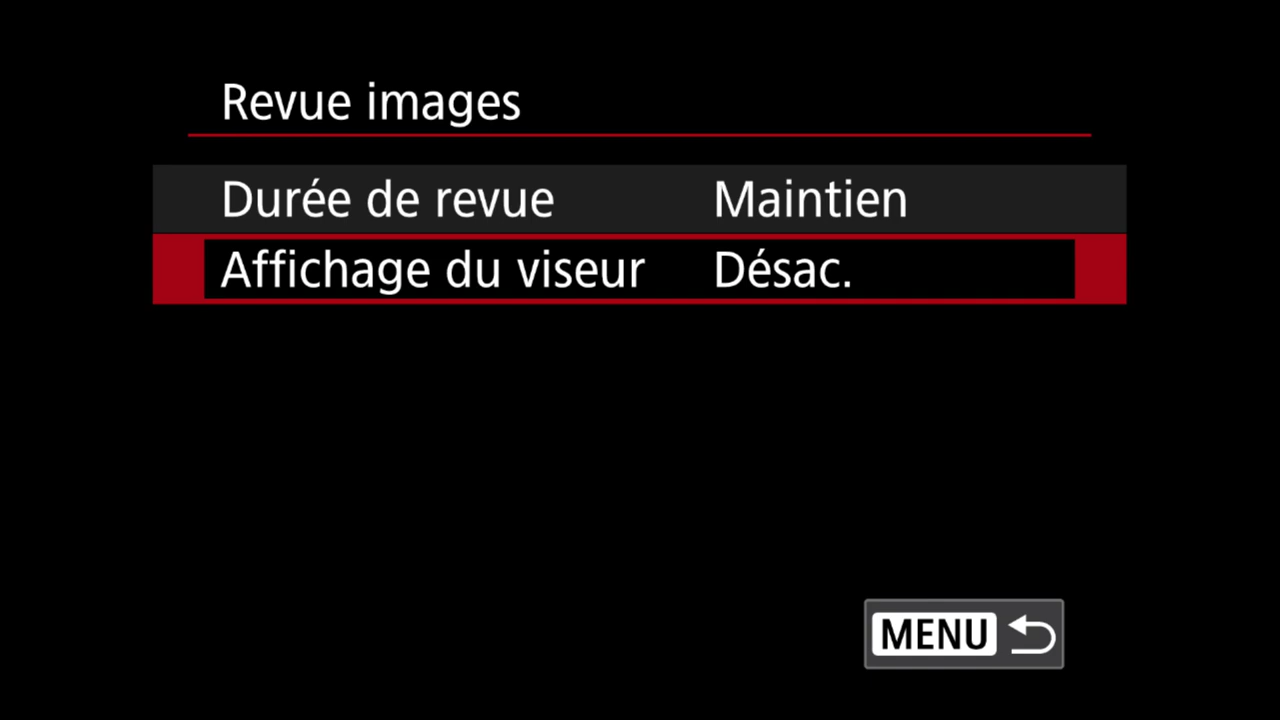 Revue images
Durée de revue Maintien
Affichage du viseur Désac.
MENU